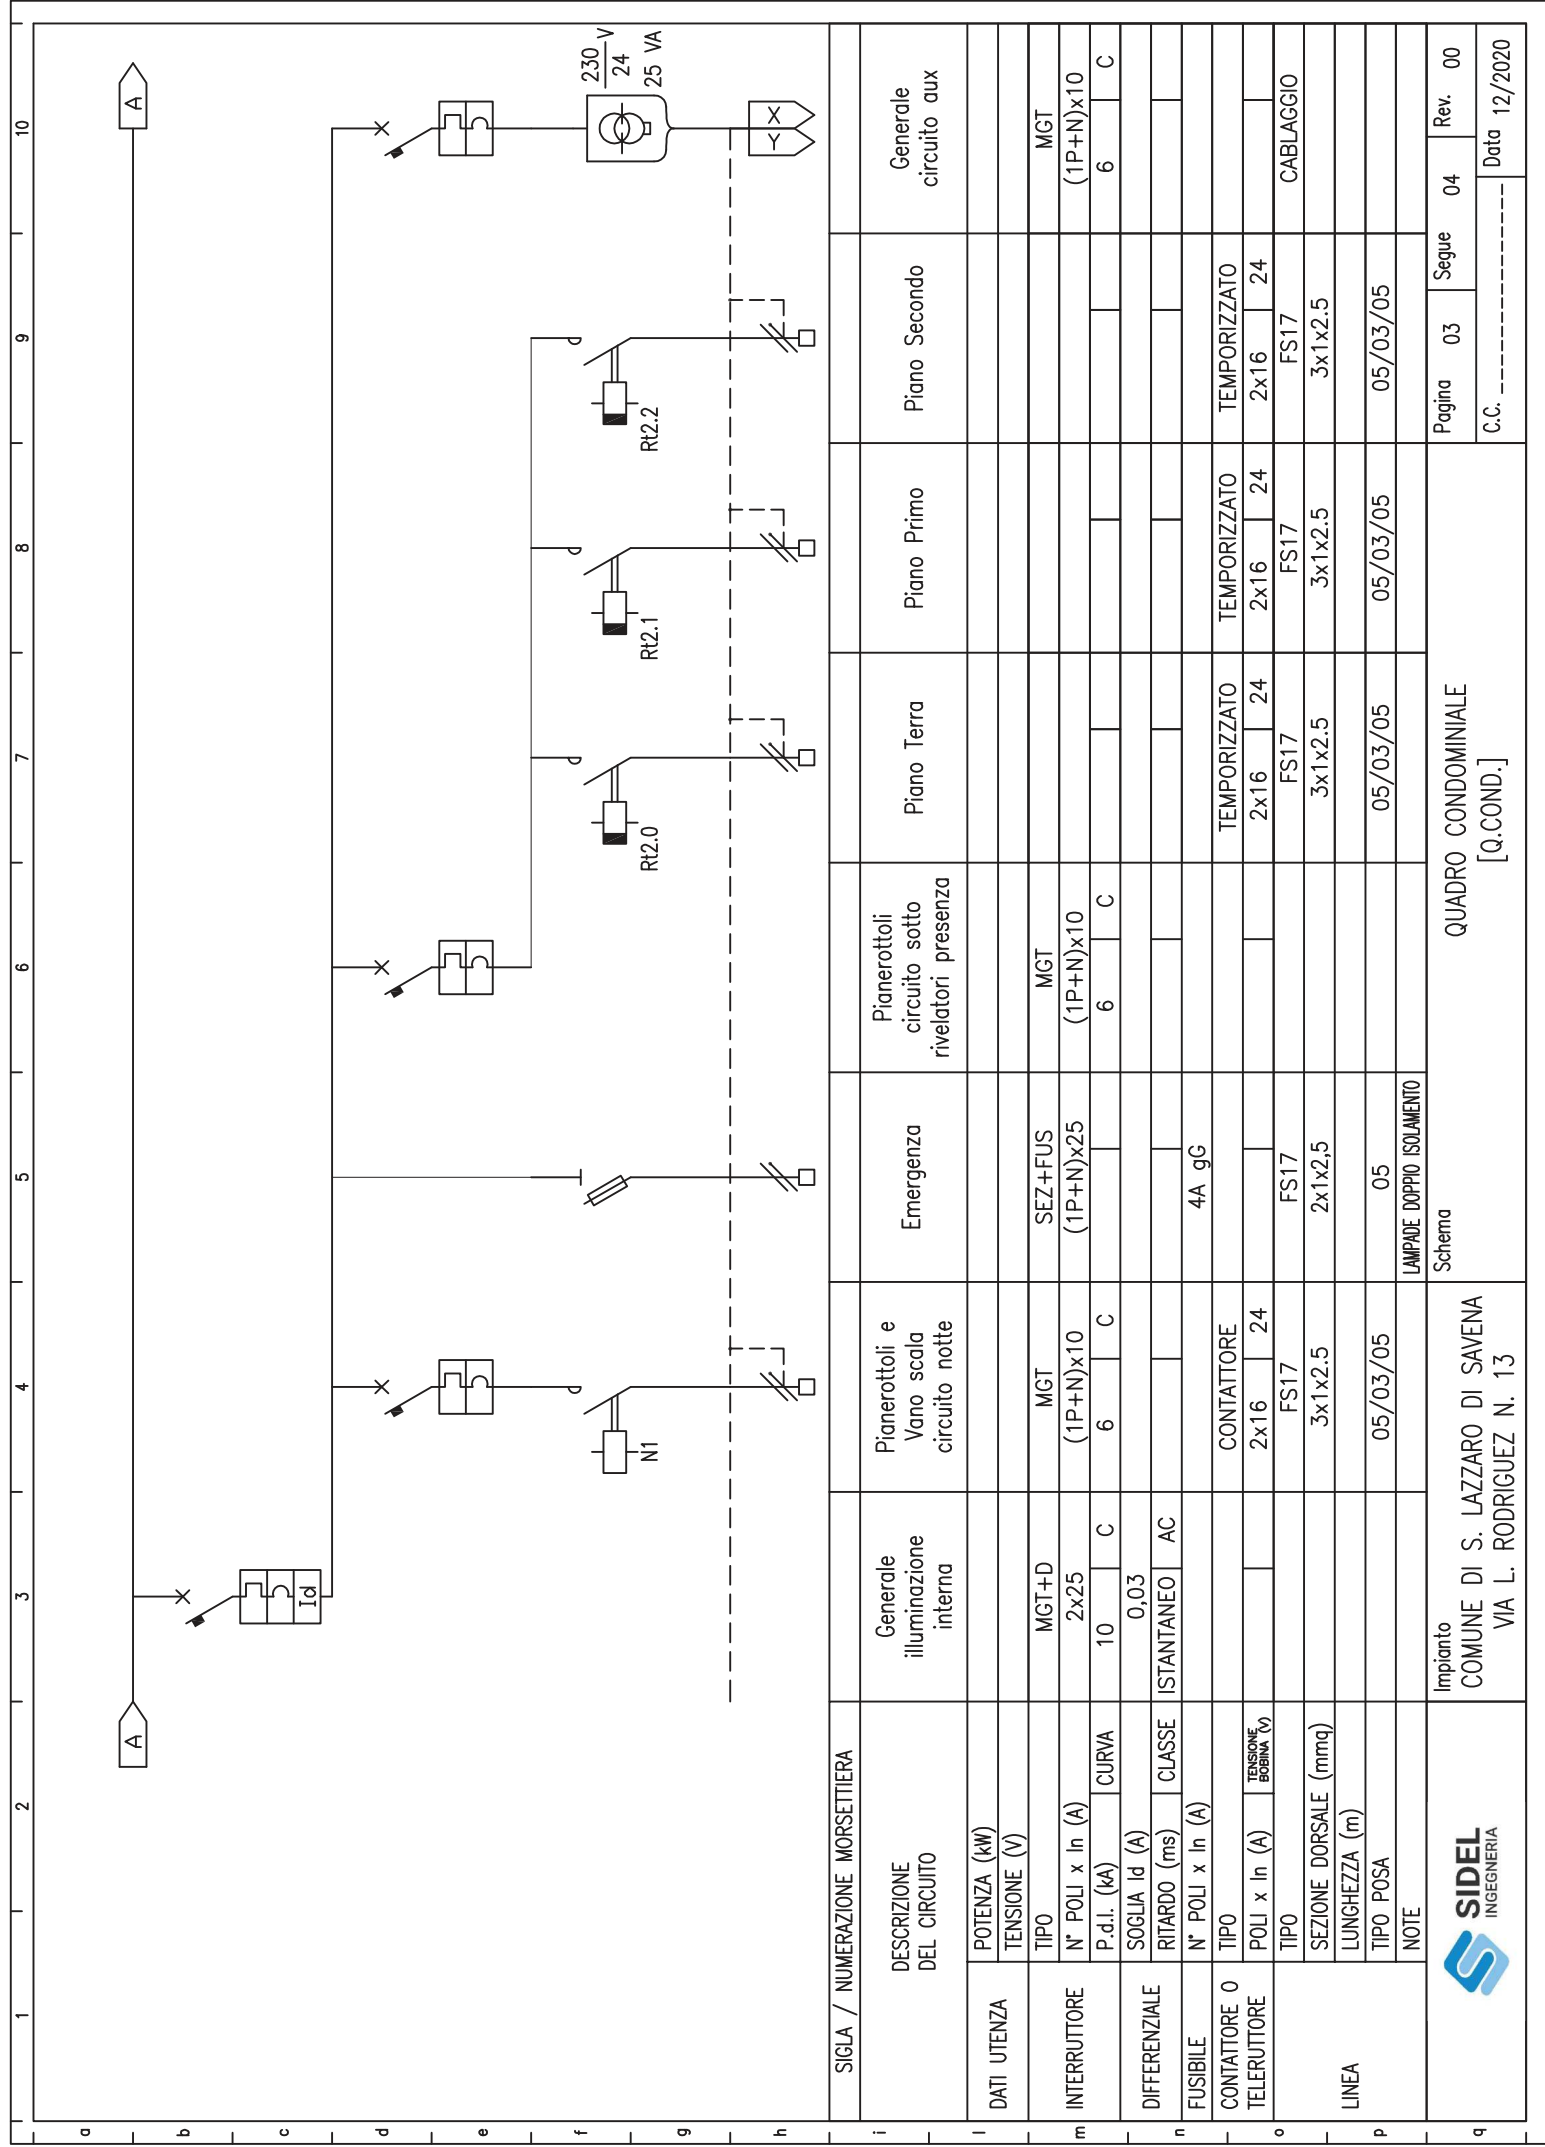 1 2 3 4 5 6 7 8 9 10
a
b
c
d
e
f
g
h
i
l
m
n
o
p
q
A
A
Id
N1
Rt2.0
Rt2.1
Rt2.2
230
24
V
25 VA
Y X
SIGLA / NUMERAZIONE MORSETTIERA
DESCRIZIONE
DEL CIRCUITO
Generale
illuminazione
interna
Pianerottoli e
Vano scala
circuito notte
Emergenza
Pianerottoli
circuito sotto
rivelatori presenza
Piano Terra
Piano Primo
Piano Secondo
Generale
circuito aux
DATI UTENZA
POTENZA (kW)
TENSIONE (V)
INTERRUTTORE
TIPO MGT+D MGT SEZ+FUS MGT MGT
N° POLI x In (A) 2x25 (1P+N)x10 (1P+N)x25 (1P+N)x10 (1P+N)x10
P.d.I. (kA) CURVA 10 C 6 C 6 C 6 C
DIFFERENZIALE
SOGLIA Id (A) 0,03
RITARDO (ms) CLASSE ISTANTANEO AC
FUSIBILE
N° POLI x In (A) 4A gG
CONTATTORE O
TELERUTTORE
TIPO CONTATTORE TEMPORIZZATO TEMPORIZZATO TEMPORIZZATO
POLI x In (A) TENSIONE BOBINA (V) 2x16 24 2x16 24 2x16 24 2x16 24
LINEA
TIPO FS17 FS17 FS17 FS17 FS17 CABLAGGIO
SEZIONE DORSALE (mmq) 3x1x2.5 2x1x2,5 3x1x2.5 3x1x2.5 3x1x2.5
LUNGHEZZA (m)
TIPO POSA 05/03/05 05 05/03/05 05/03/05 05/03/05
NOTE LAMPADE DOPPIO ISOLAMENTO
SIDEL
INGEGNERIA
Impianto
COMUNE DI S. LAZZARO DI SAVENA
VIA L. RODRIGUEZ N. 13
Schema
QUADRO CONDOMINIALE
[Q.COND.]
Pagina 03 Segue 04 Rev. 00
C.C. Data 12/2020